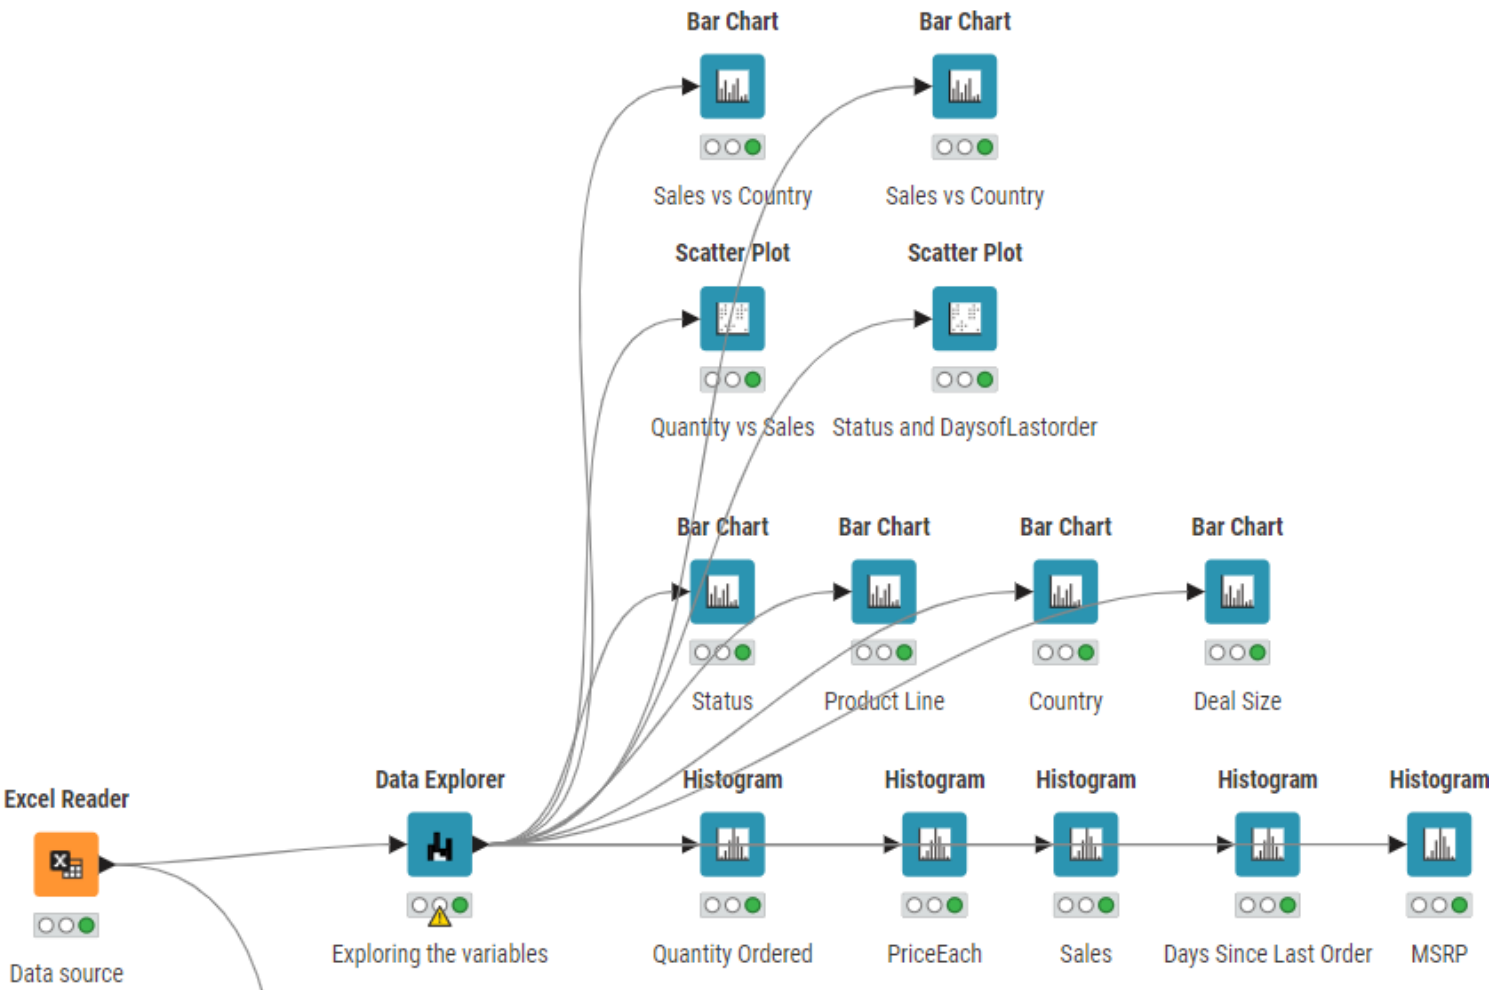 Bar Chart
Bar Chart
Sales vs Country
Sales vs Country
Scatter Plot
Scatter Plot
Quantity vs Sales
Status and DaysofLastorder
Bar Chart
Bar Chart
Bar Chart
Bar Chart
Status
Product Line
Country
Deal Size
Excel Reader
Data Explorer
Histogram
Histogram
Histogram
Histogram
Histogram
X
Data source
Exploring the variables
Quantity Ordered
PriceEach
Sales
Days Since Last Order
MSRP